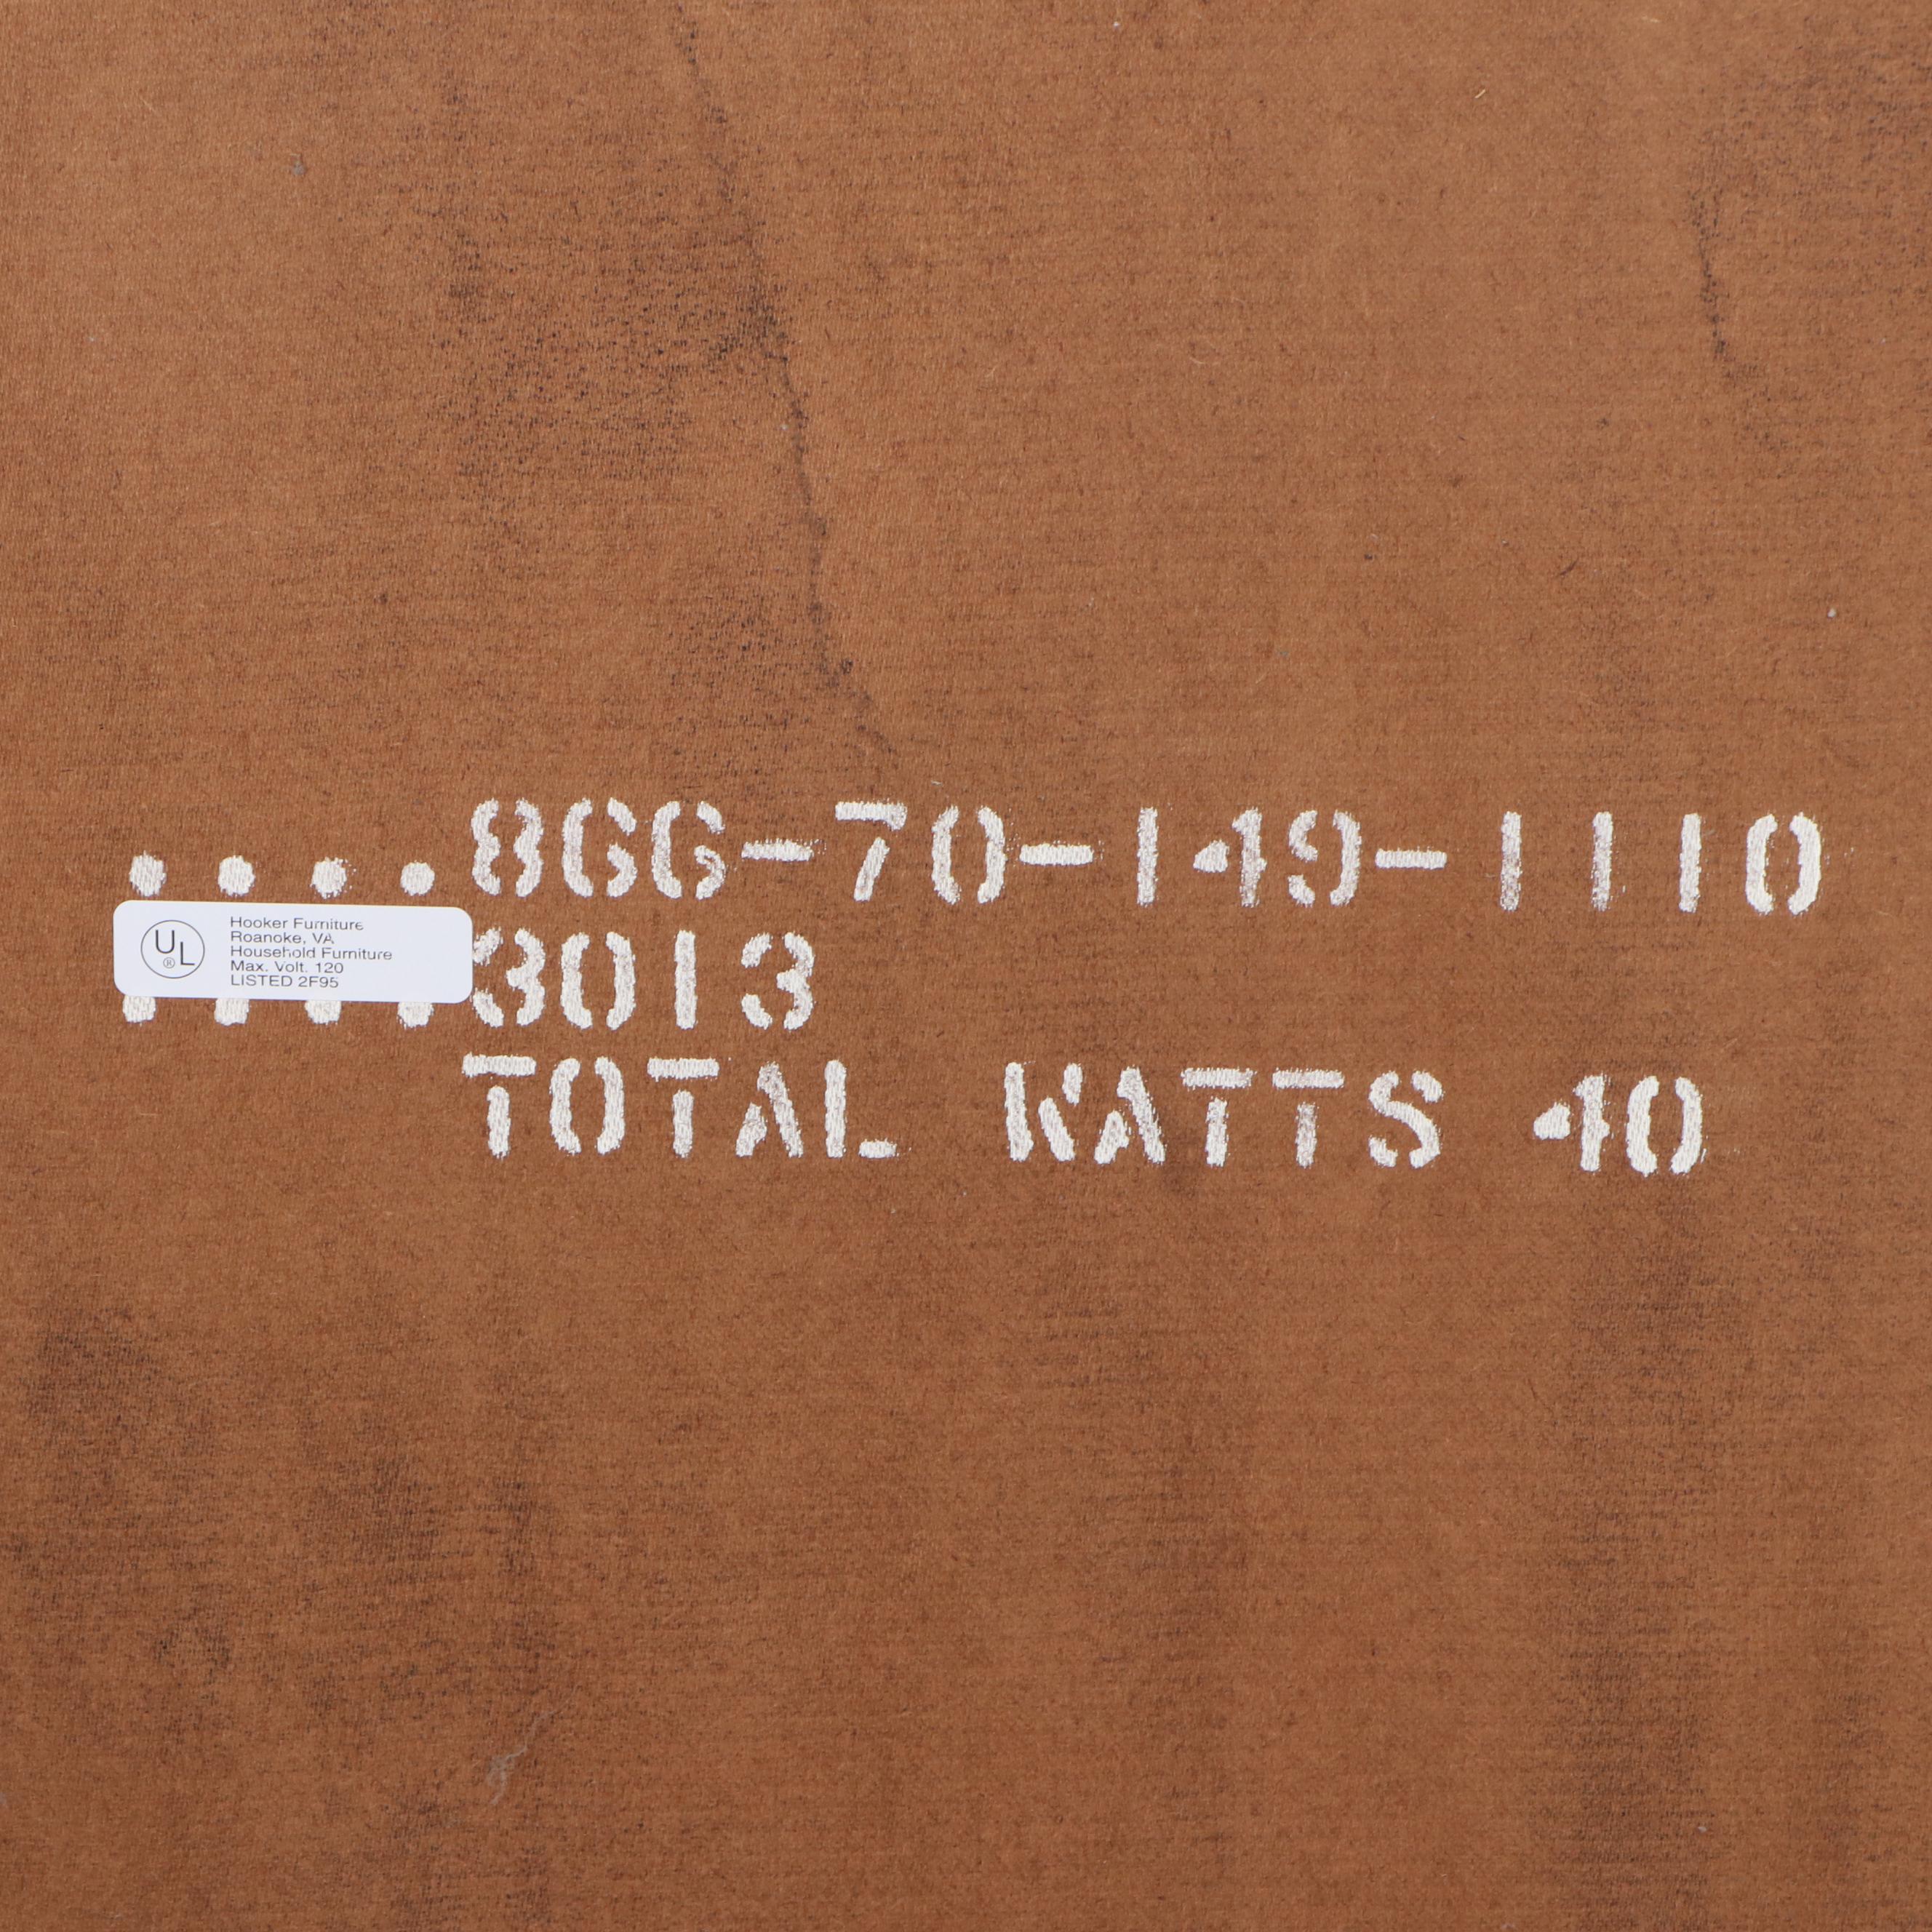 866-70-149-1110
UL®
Hooker Furniture
Roanoke, VA
Household Furniture
Max. Volt. 120
LISTED 2F95
3013
TOTAL WATTS 40